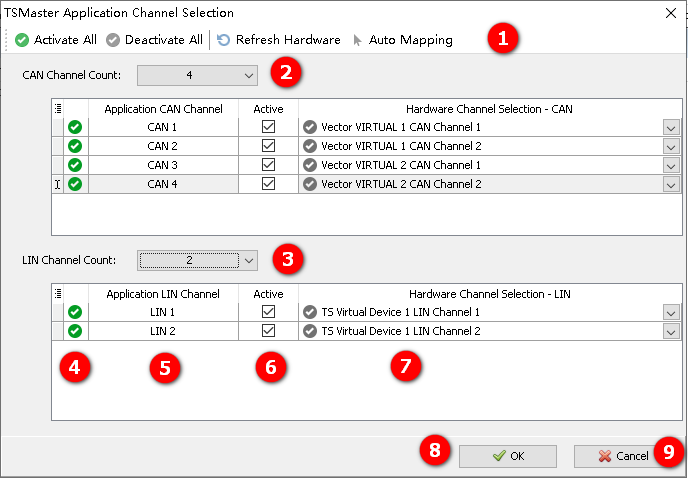 TSMaster Application Channel Selection
Activate All Deactivate All Refresh Hardware Auto Mapping 1
CAN Channel Count: 4 2
Application CAN Channel Active Hardware Channel Selection - CAN
CAN 1 Vector VIRTUAL 1 CAN Channel 1
CAN 2 Vector VIRTUAL 1 CAN Channel 2
CAN 3 Vector VIRTUAL 2 CAN Channel 1
CAN 4 Vector VIRTUAL 2 CAN Channel 2
LIN Channel Count: 2 3
Application LIN Channel Active Hardware Channel Selection - LIN
LIN 1 TS Virtual Device 1 LIN Channel 1
LIN 2 TS Virtual Device 1 LIN Channel 2
4 5 6 7
8 OK Cancel 9